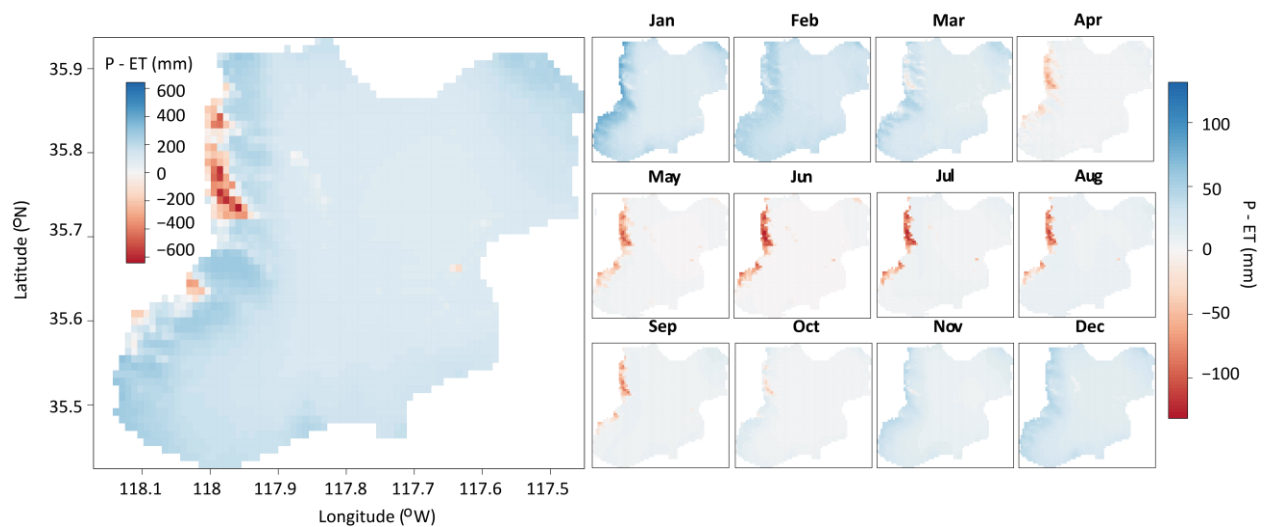 Jan Feb Mar Apr
35.9
P - ET (mm)
600
400
200
0
−200
−400
−600
35.8
35.7
35.6
35.5
Latitude (ºN)
118.1 118 117.9 117.8 117.7 117.6 117.5
Longitude (ºW)
May Jun Jul Aug
Sep Oct Nov Dec
100
50
0
−50
−100
P - ET (mm)